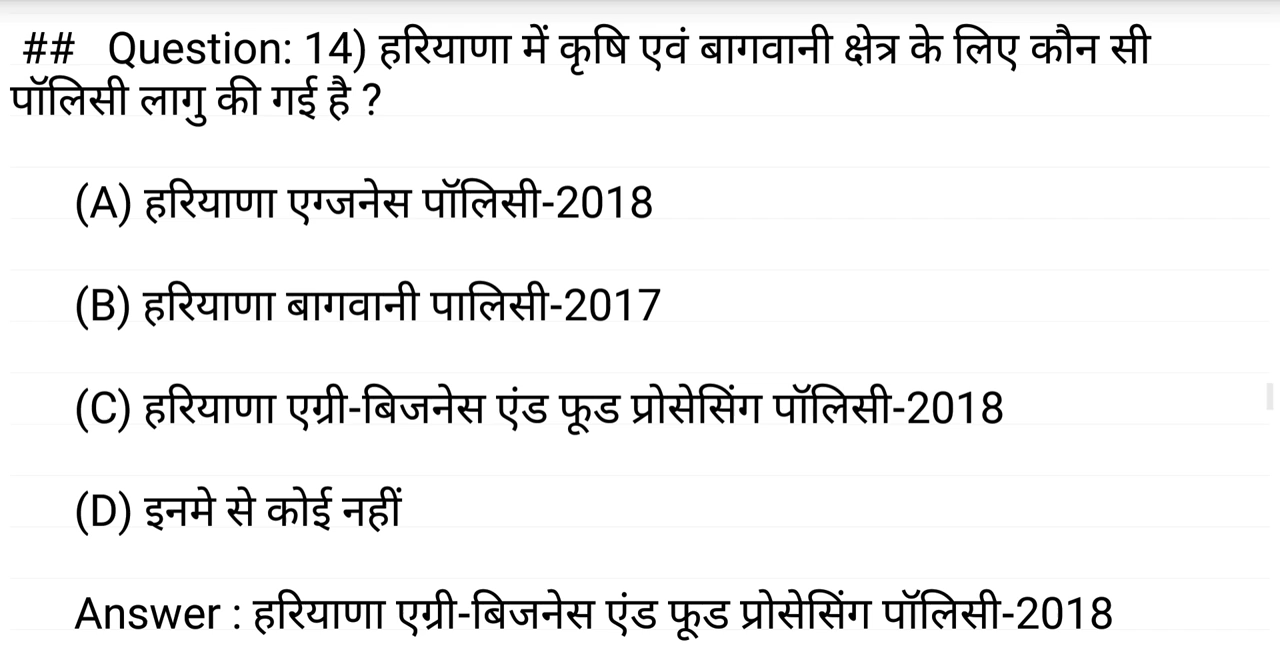 ## Question: 14) हरियाणा में कृषि एवं बागवानी क्षेत्र के लिए कौन सी
पॉलिसी लागु की गई है ?
(A) हरियाणा एग्जनेस पॉलिसी-2018
(B) हरियाणा बागवानी पालिसी-2017
(C) हरियाणा एग्री-बिजनेस एंड फूड प्रोसेसिंग पॉलिसी-2018
(D) इनमे से कोई नहीं
Answer : हरियाणा एग्री-बिजनेस एंड फूड प्रोसेसिंग पॉलिसी-2018